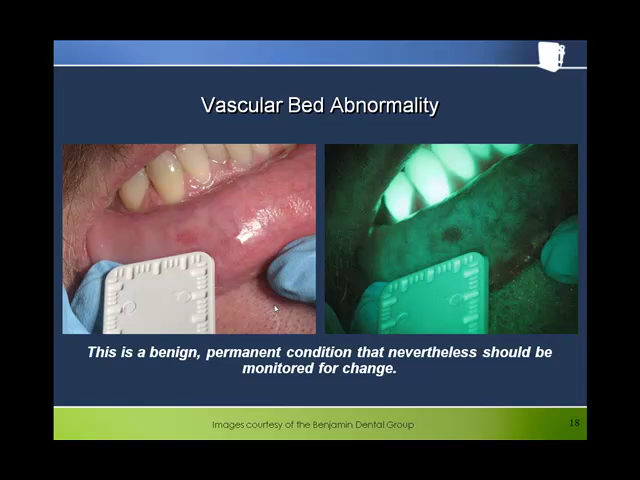 Vascular Bed Abnormality
This is a benign, permanent condition that nevertheless should be
monitored for change.
Images courtesy of the Benjamin Dental Group
18